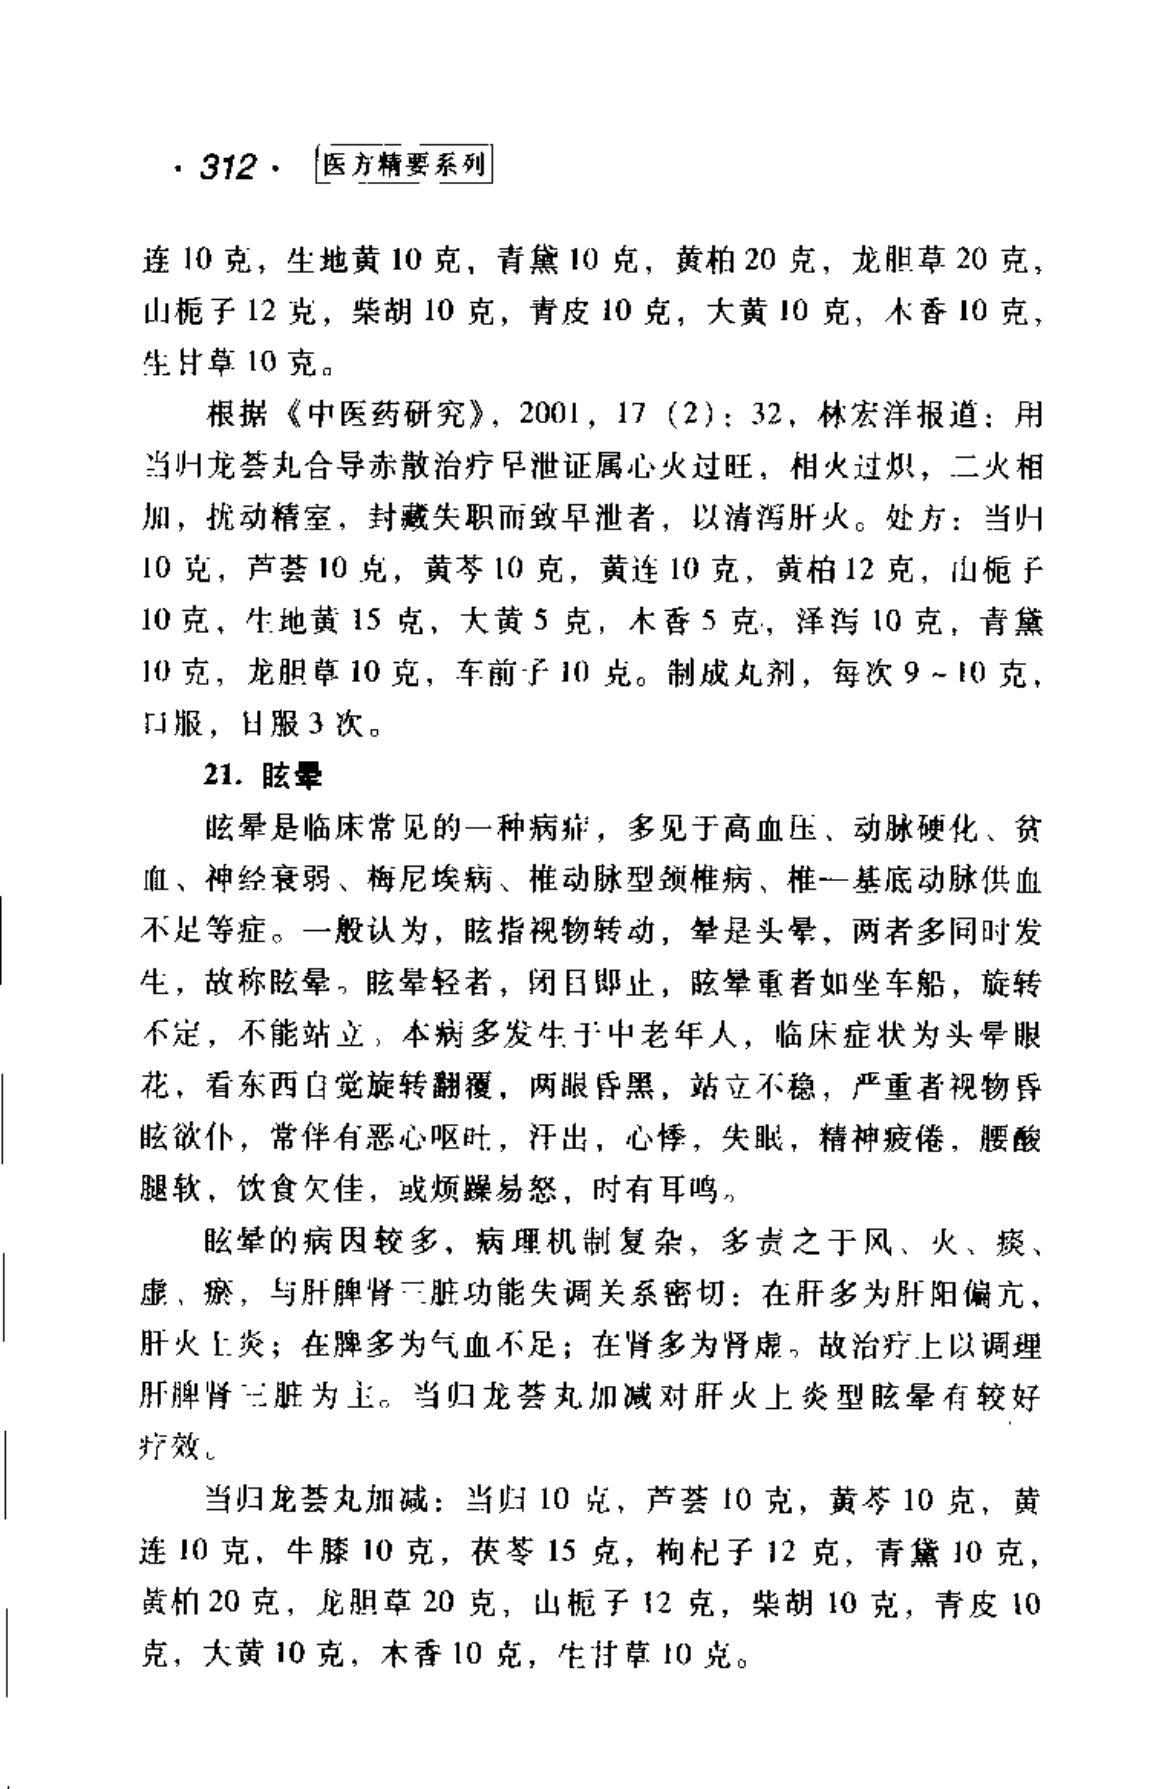 · 312 · 医方精要系列
连 10 克，生地黄 10 克，青黛 10 克，黄柏 20 克，龙胆草 20 克，
山栀子 12 克，柴胡 10 克，青皮 10 克，大黄 10 克，木香 10 克，
生甘草 10 克。
根据《中医药研究》，2001，17（2）：32，林宏洋报道：用
当归龙荟丸合导赤散治疗早泄证属心火过旺，相火过炽，二火相
加，扰动精室，封藏失职而致早泄者，以清泻肝火。处方：当归
10 克，芦荟 10 克，黄芩 10 克，黄连 10 克，黄柏 12 克，山栀子
10 克，生地黄 15 克，大黄 5 克，木香 5 克，泽泻 10 克，青黛
10 克，龙胆草 10 克，车前子 10 克。制成丸剂，每次 9～10 克，
口服，日服 3 次。
21. 眩晕
眩晕是临床常见的一种病症，多见于高血压、动脉硬化、贫
血、神经衰弱、梅尼埃病、椎动脉型颈椎病、椎—基底动脉供血
不足等症。一般认为，眩指视物转动，晕是头晕，两者多同时发
生，故称眩晕。眩晕轻者，闭目即止，眩晕重者如坐车船，旋转
不定，不能站立。本病多发生于中老年人，临床症状为头晕眼
花，看东西自觉旋转翻覆，两眼昏黑，站立不稳，严重者视物昏
眩欲仆，常伴有恶心呕吐，汗出，心悸，失眠，精神疲倦，腰酸
腿软，饮食欠佳，或烦躁易怒，时有耳鸣。
眩晕的病因较多，病理机制复杂，多责之于风、火、痰、
虚、瘀，与肝脾肾三脏功能失调关系密切：在肝多为肝阳偏亢，
肝火上炎；在脾多为气血不足；在肾多为肾虚。故治疗上以调理
肝脾肾三脏为主。当归龙荟丸加减对肝火上炎型眩晕有较好
疗效。
当归龙荟丸加减：当归 10 克，芦荟 10 克，黄芩 10 克，黄
连 10 克，牛膝 10 克，茯苓 15 克，枸杞子 12 克，青黛 10 克，
黄柏 20 克，龙胆草 20 克，山栀子 12 克，柴胡 10 克，青皮 10
克，大黄 10 克，木香 10 克，生甘草 10 克。